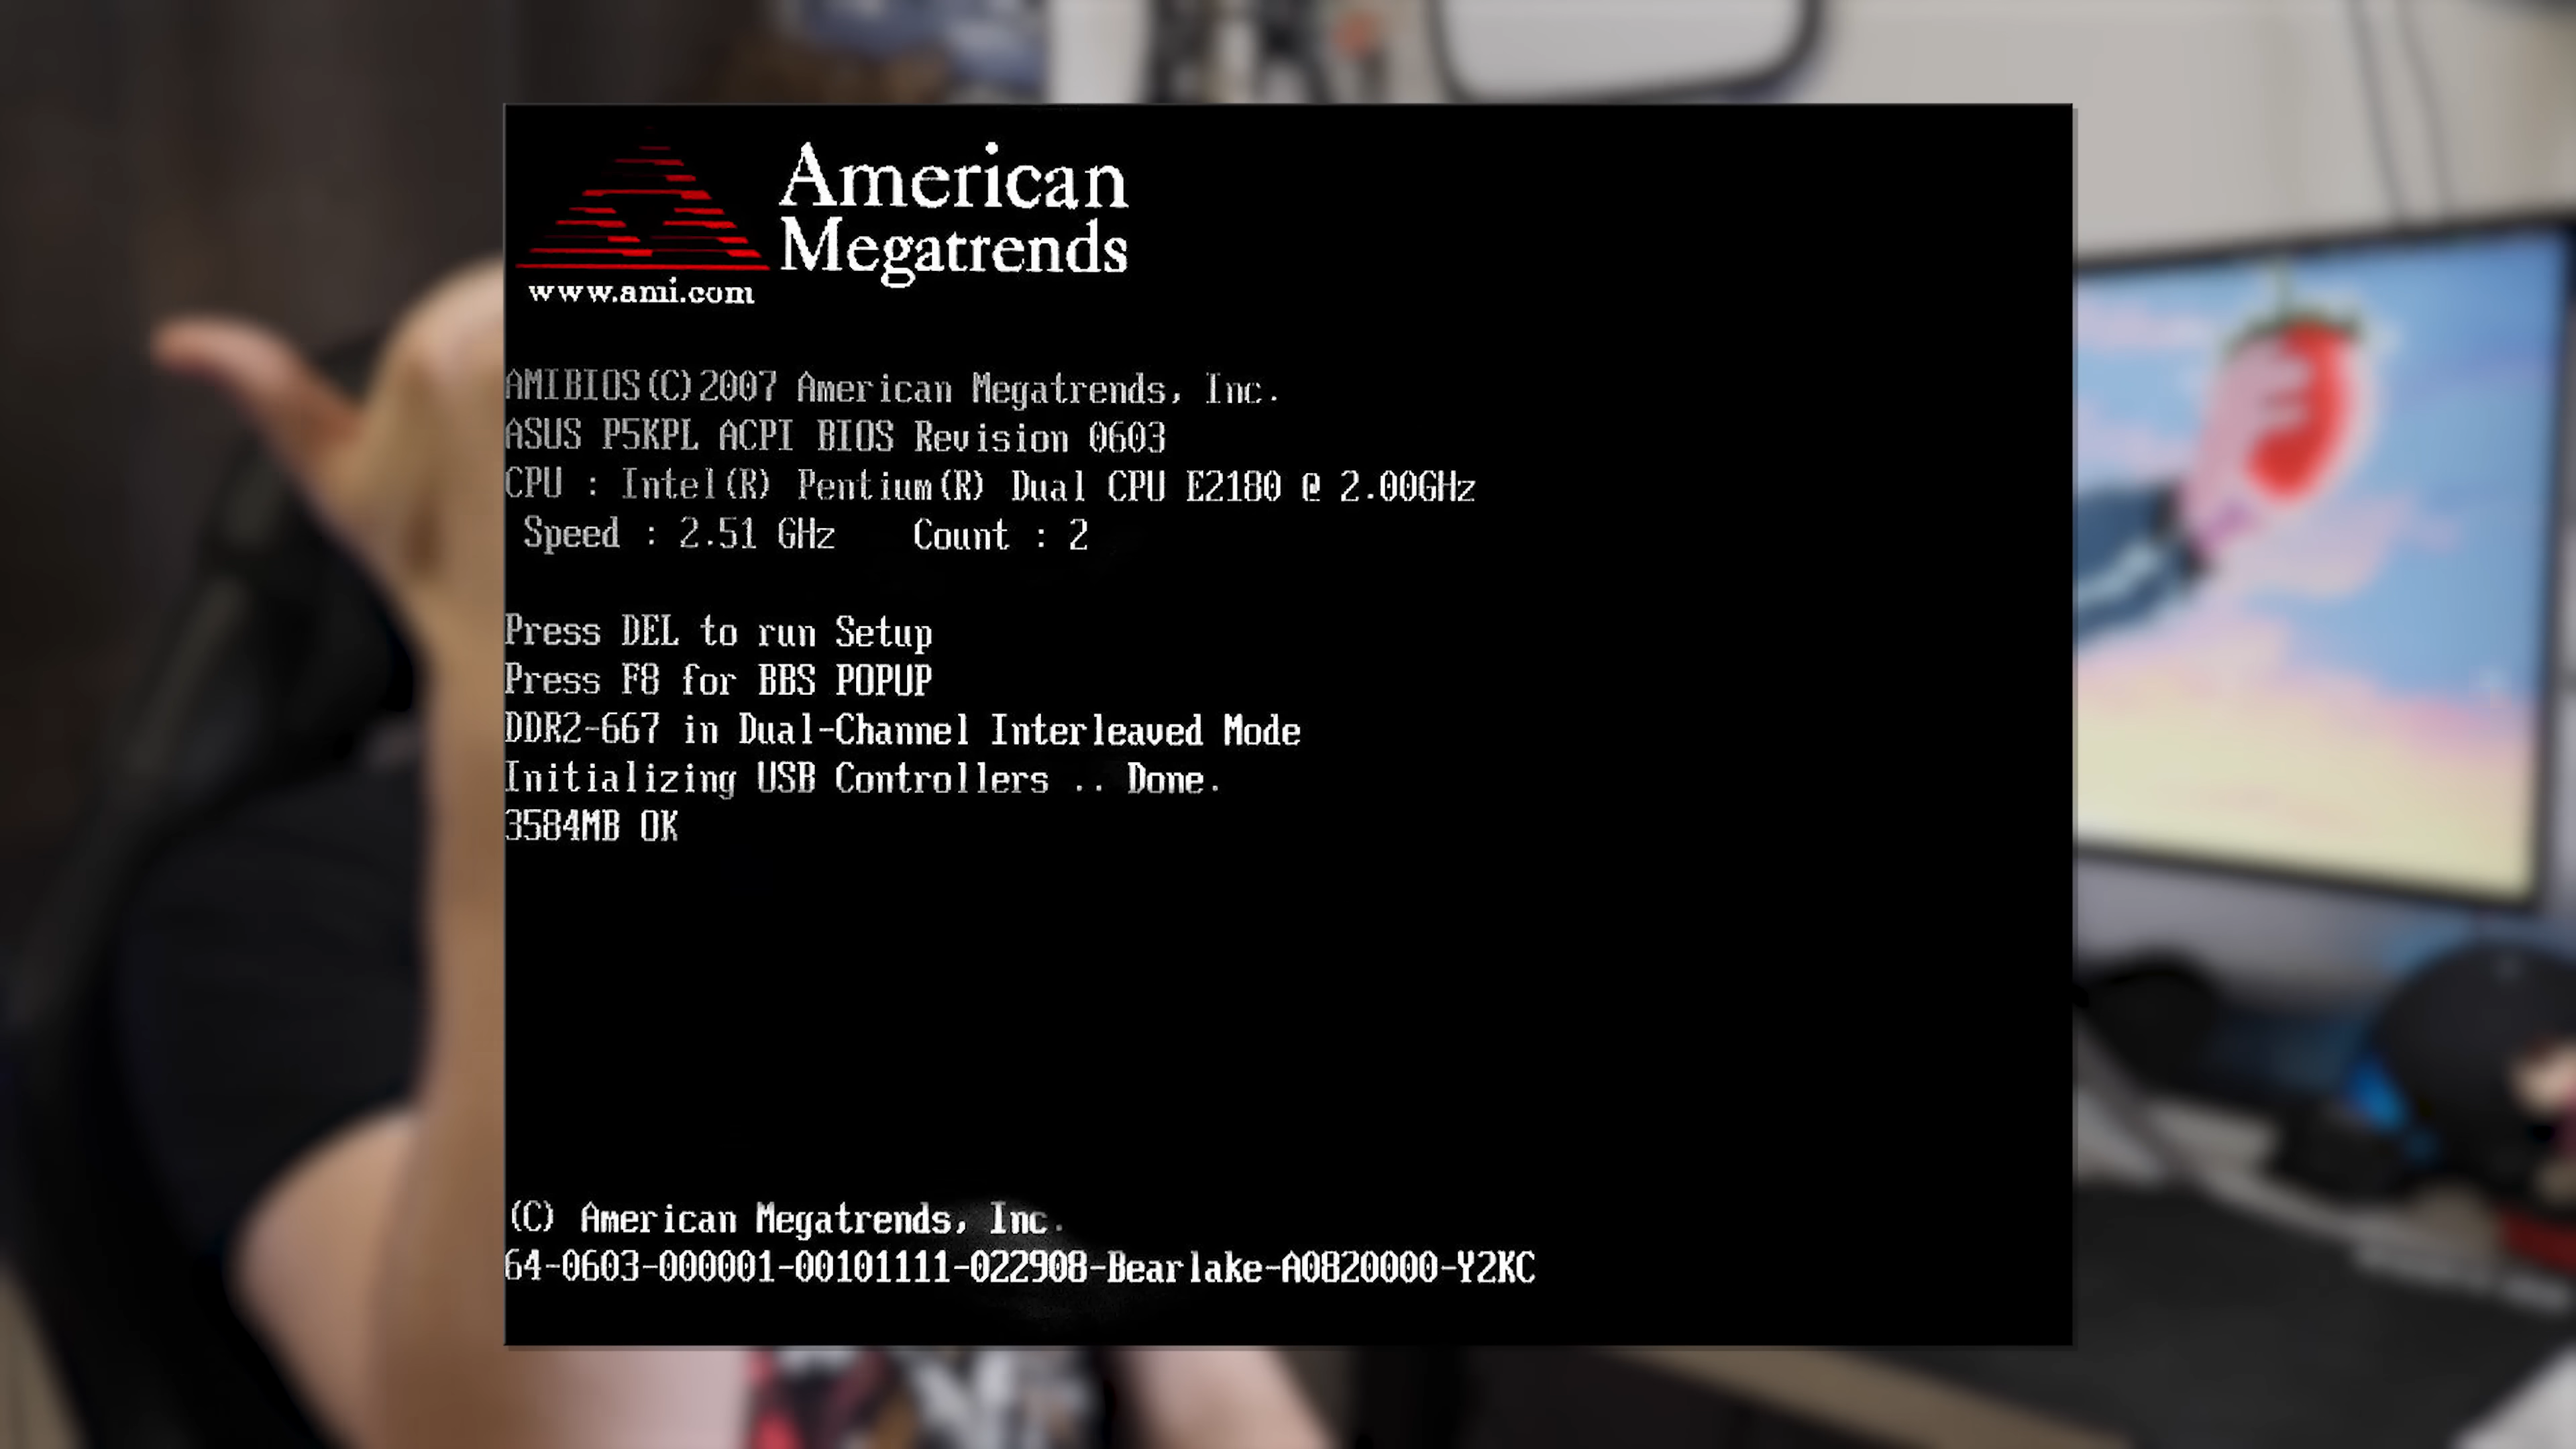 American
Megatrends
www.ami.com
AMIBIOS(C)2007 American Megatrends, Inc.
ASUS P5KPL ACPI BIOS Revision 0603
CPU : Intel(R) Pentium(R) Dual CPU E2180 @ 2.00GHz
Speed : 2.51 GHz Count : 2
Press DEL to run Setup
Press F8 for BBS POPUP
DDR2-667 in Dual-Channel Interleaved Mode
Initializing USB Controllers .. Done.
3584MB OK
(C) American Megatrends, Inc.
64-0603-000001-00101111-022908-Bearlake-A0820000-Y2KC